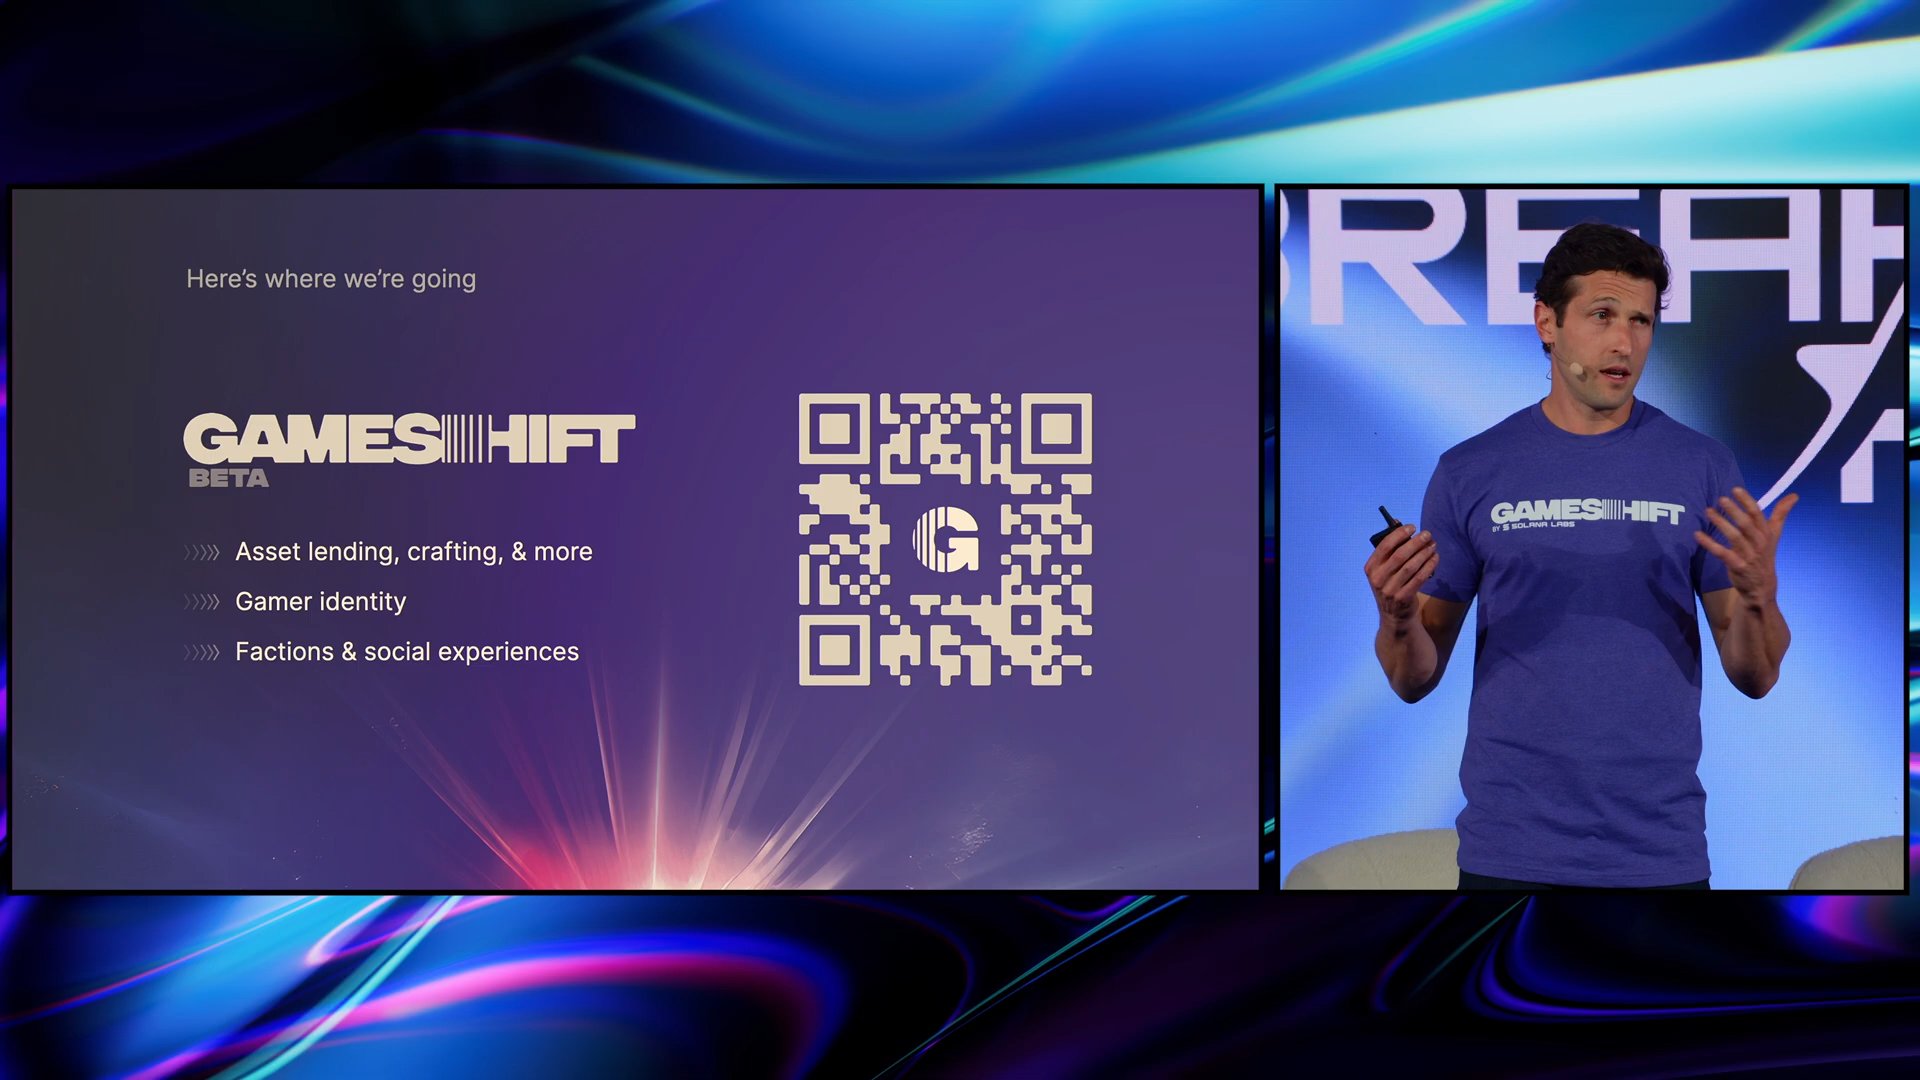 Here's where we're going
GAMESHIFT
BETA
Asset lending, crafting, & more
Gamer identity
Factions & social experiences
G
BREAK
GAMESHIFT
BY SOLANA LABS